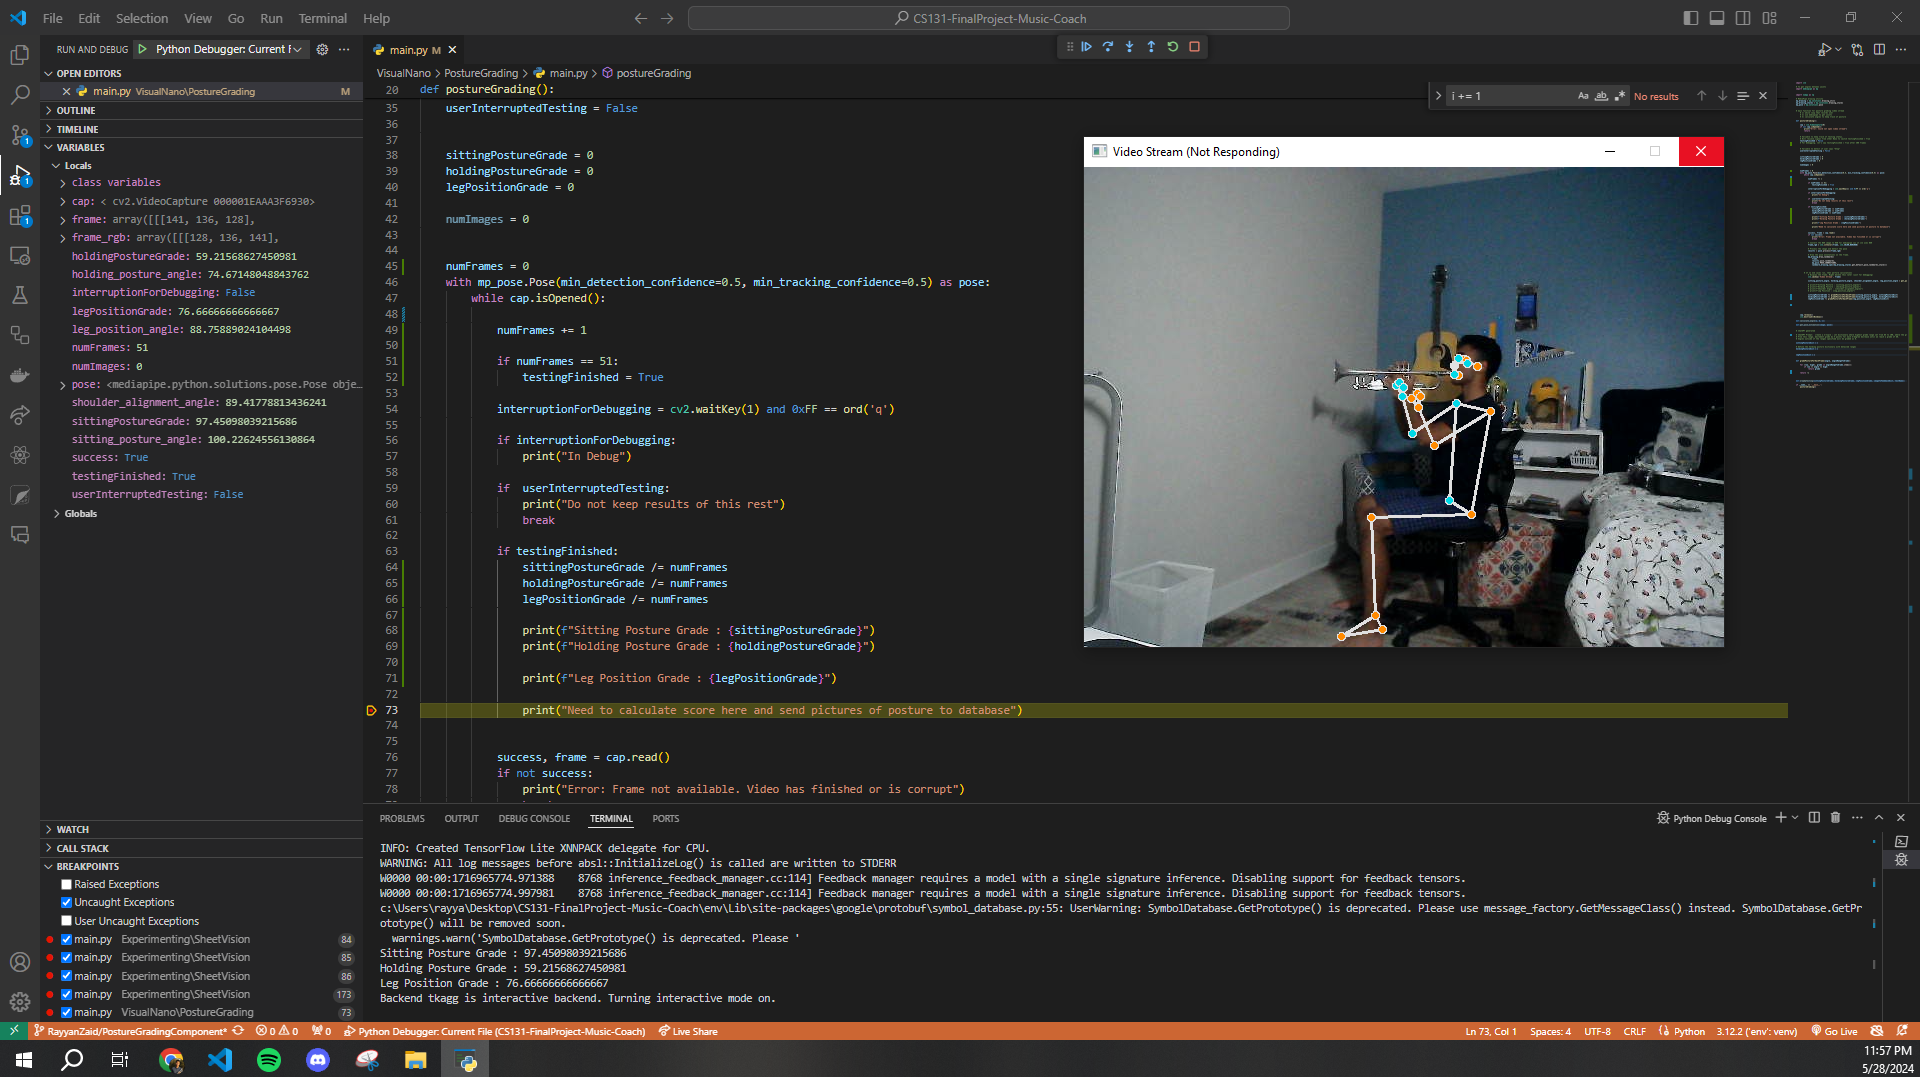 File Edit Selection View Go Run Terminal Help
CS131-FinalProject-Music-Coach
RUN AND DEBUG
Python Debugger: Current F
OPEN EDITORS
main.py VisualNano\PostureGrading M
OUTLINE
TIMELINE
VARIABLES
Locals
class variables
cap: < cv2.VideoCapture 000001EAAA3F6930>
frame: array([[[141, 136, 128],
frame_rgb: array([[[128, 136, 141],
holdingPostureGrade: 59.21568627450981
holding_posture_angle: 74.67148048843762
interruptionForDebugging: False
legPositionGrade: 76.66666666666667
leg_position_angle: 88.75889024104498
numFrames: 51
numImages: 0
pose: <mediapipe.python.solutions.pose.Pose obje…
shoulder_alignment_angle: 89.41778813436241
sittingPostureGrade: 97.45098039215686
sitting_posture_angle: 100.22624556130864
success: True
testingFinished: True
userInterruptedTesting: False
Globals
WATCH
CALL STACK
BREAKPOINTS
Raised Exceptions
Uncaught Exceptions
User Uncaught Exceptions
main.py Experimenting\SheetVision 84
main.py Experimenting\SheetVision 85
main.py Experimenting\SheetVision 86
main.py Experimenting\SheetVision 173
main.py VisualNano\PostureGrading 73
main.py M
VisualNano > PostureGrading > main.py > postureGrading
20 def postureGrading():
35 userInterruptedTesting = False
36
37
38 sittingPostureGrade = 0
39 holdingPostureGrade = 0
40 legPositionGrade = 0
41
42 numImages = 0
43
44
45 numFrames = 0
46 with mp_pose.Pose(min_detection_confidence=0.5, min_tracking_confidence=0.5) as pose:
47 while cap.isOpened():
48
49 numFrames += 1
50
51 if numFrames == 51:
52 testingFinished = True
53
54 interruptionForDebugging = cv2.waitKey(1) and 0xFF == ord('q')
55
56 if interruptionForDebugging:
57 print("In Debug")
58
59 if userInterruptedTesting:
60 print("Do not keep results of this rest")
61 break
62
63 if testingFinished:
64 sittingPostureGrade /= numFrames
65 holdingPostureGrade /= numFrames
66 legPositionGrade /= numFrames
67
68 print(f"Sitting Posture Grade : {sittingPostureGrade}")
69 print(f"Holding Posture Grade : {holdingPostureGrade}")
70
71 print(f"Leg Position Grade : {legPositionGrade}")
72
73 print("Need to calculate score here and send pictures of posture to database")
74
75
76 success, frame = cap.read()
77 if not success:
78 print("Error: Frame not available. Video has finished or is corrupt")
i += 1 Aa ab No results
Video Stream (Not Responding)
PROBLEMS OUTPUT DEBUG CONSOLE TERMINAL PORTS
Python Debug Console
INFO: Created TensorFlow Lite XNNPACK delegate for CPU.
WARNING: All log messages before absl::InitializeLog() is called are written to STDERR
W0000 00:00:1716965774.971388 8768 inference_feedback_manager.cc:114] Feedback manager requires a model with a single signature inference. Disabling support for feedback tensors.
W0000 00:00:1716965774.997981 8768 inference_feedback_manager.cc:114] Feedback manager requires a model with a single signature inference. Disabling support for feedback tensors.
c:\Users\rayya\Desktop\CS131-FinalProject-Music-Coach\env\Lib\site-packages\google\protobuf\symbol_database.py:55: UserWarning: SymbolDatabase.GetPrototype() is deprecated. Please use message_factory.GetMessageClass() instead. SymbolDatabase.GetPr
ototype() will be removed soon.
warnings.warn('SymbolDatabase.GetPrototype() is deprecated. Please '
Sitting Posture Grade : 97.45098039215686
Holding Posture Grade : 59.21568627450981
Leg Position Grade : 76.66666666666667
Backend tkagg is interactive backend. Turning interactive mode on.
RayyanZaid/PostureGradingComponent* 0 0 0 Python Debugger: Current File (CS131-FinalProject-Music-Coach) Live Share
Ln 73, Col 1 Spaces: 4 UTF-8 CRLF Python 3.12.2 ('env': venv) Go Live
11:57 PM
5/28/2024